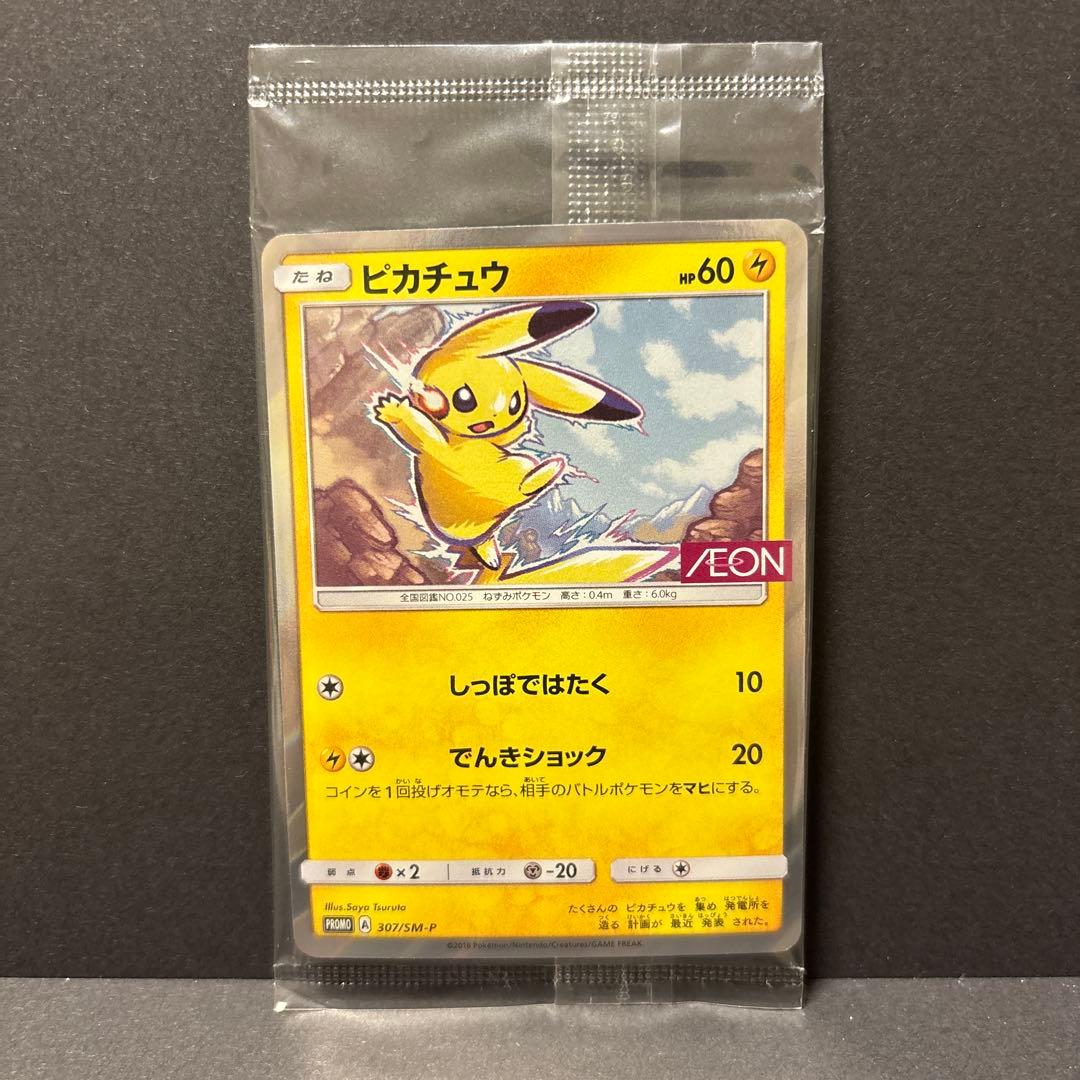 たね ピカチュウ HP60
ÆON
全国図鑑NO.025 ねずみポケモン 高さ:0.4m 重さ:6.0kg
しっぽではたく 10
でんきショック 20
コインを1回投げオモテなら、相手のバトルポケモンをマヒにする。
弱点 ×2 抵抗力 -20 にげる
Illus.Saya Tsuruta
PROMO A 307/SM-P
たくさんの ピカチュウを 集め 発電所を
造る 計画が 最近 発表 された。
©2018 Pokémon/Nintendo/Creatures/GAME FREAK.